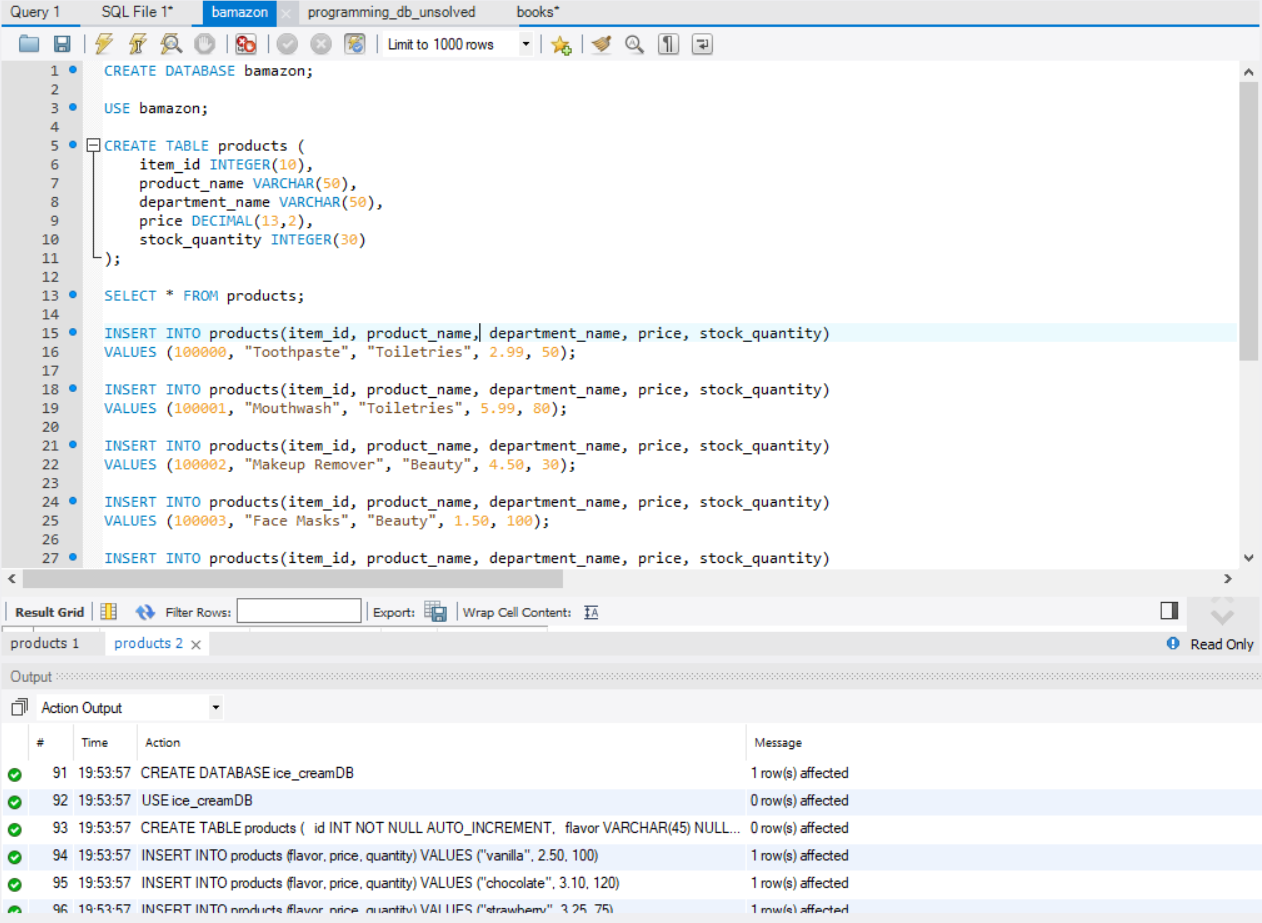 Query 1 SQL File 1* bamazon programming_db_unsolved books*
Limit to 1000 rows
1 CREATE DATABASE bamazon;
2
3 USE bamazon;
4
5 CREATE TABLE products (
6 item_id INTEGER(10),
7 product_name VARCHAR(50),
8 department_name VARCHAR(50),
9 price DECIMAL(13,2),
10 stock_quantity INTEGER(30)
11 );
12
13 SELECT * FROM products;
14
15 INSERT INTO products(item_id, product_name, department_name, price, stock_quantity)
16 VALUES (100000, "Toothpaste", "Toiletries", 2.99, 50);
17
18 INSERT INTO products(item_id, product_name, department_name, price, stock_quantity)
19 VALUES (100001, "Mouthwash", "Toiletries", 5.99, 80);
20
21 INSERT INTO products(item_id, product_name, department_name, price, stock_quantity)
22 VALUES (100002, "Makeup Remover", "Beauty", 4.50, 30);
23
24 INSERT INTO products(item_id, product_name, department_name, price, stock_quantity)
25 VALUES (100003, "Face Masks", "Beauty", 1.50, 100);
26
27 INSERT INTO products(item_id, product_name, department_name, price, stock_quantity)
Result Grid Filter Rows: Export: Wrap Cell Content:
products 1 products 2 Read Only
Output
Action Output
# Time Action Message
91 19:53:57 CREATE DATABASE ice_creamDB 1 row(s) affected
92 19:53:57 USE ice_creamDB 0 row(s) affected
93 19:53:57 CREATE TABLE products ( id INT NOT NULL AUTO_INCREMENT, flavor VARCHAR(45) NULL... 0 row(s) affected
94 19:53:57 INSERT INTO products (flavor, price, quantity) VALUES ("vanilla", 2.50, 100) 1 row(s) affected
95 19:53:57 INSERT INTO products (flavor, price, quantity) VALUES ("chocolate", 3.10, 120) 1 row(s) affected
96 19:53:57 INSERT INTO products (flavor, price, quantity) VALUES ("strawberry", 3.25, 75) 1 row(s) affected